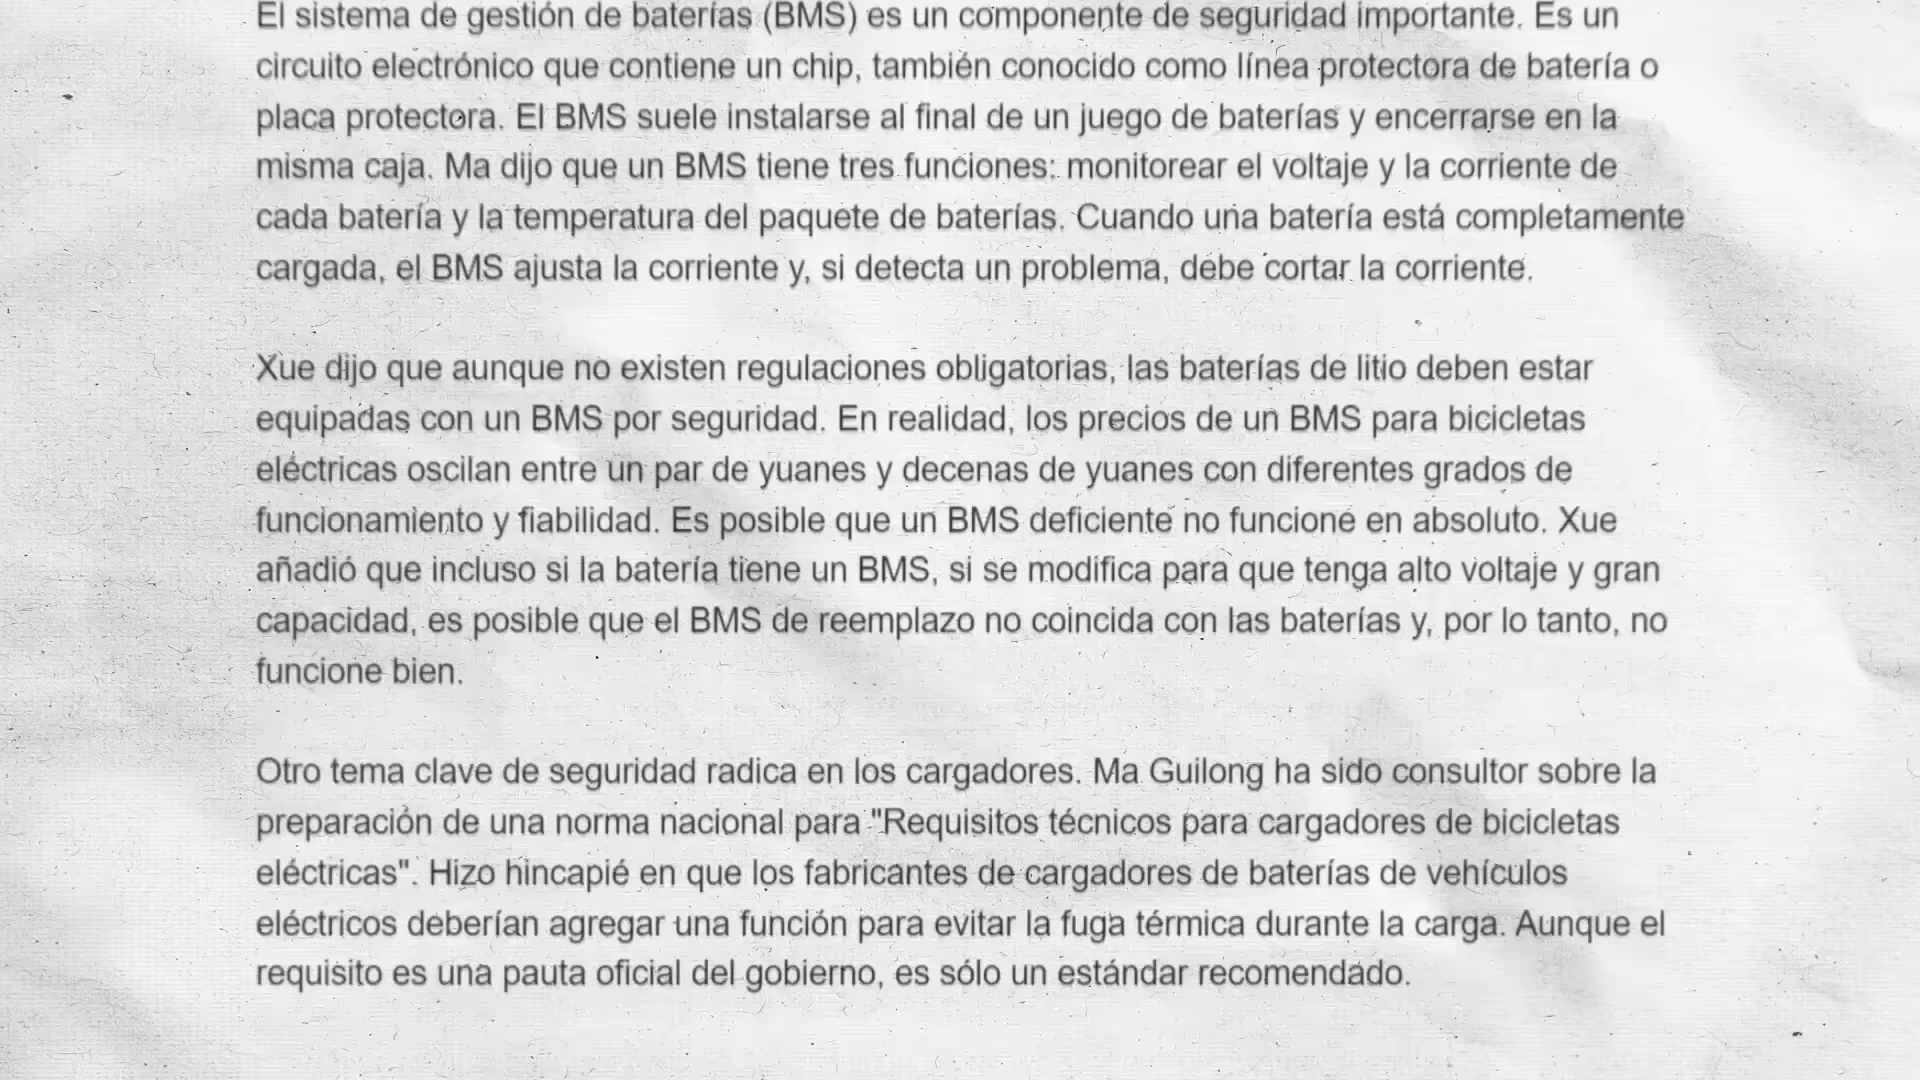 El sistema de gestión de baterías (BMS) es un componente de seguridad importante. Es un
circuito electrónico que contiene un chip, también conocido como línea protectora de batería o
placa protectora. El BMS suele instalarse al final de un juego de baterías y encerrarse en la
misma caja. Ma dijo que un BMS tiene tres funciones: monitorear el voltaje y la corriente de
cada batería y la temperatura del paquete de baterías. Cuando una batería está completamente
cargada, el BMS ajusta la corriente y, si detecta un problema, debe cortar la corriente.
Xue dijo que aunque no existen regulaciones obligatorias, las baterías de litio deben estar
equipadas con un BMS por seguridad. En realidad, los precios de un BMS para bicicletas
eléctricas oscilan entre un par de yuanes y decenas de yuanes con diferentes grados de
funcionamiento y fiabilidad. Es posible que un BMS deficiente no funcione en absoluto. Xue
añadió que incluso si la batería tiene un BMS, si se modifica para que tenga alto voltaje y gran
capacidad, es posible que el BMS de reemplazo no coincida con las baterías y, por lo tanto, no
funcione bien.
Otro tema clave de seguridad radica en los cargadores. Ma Guilong ha sido consultor sobre la
preparación de una norma nacional para "Requisitos técnicos para cargadores de bicicletas
eléctricas". Hizo hincapié en que los fabricantes de cargadores de baterías de vehículos
eléctricos deberían agregar una función para evitar la fuga térmica durante la carga. Aunque el
requisito es una pauta oficial del gobierno, es sólo un estándar recomendado.